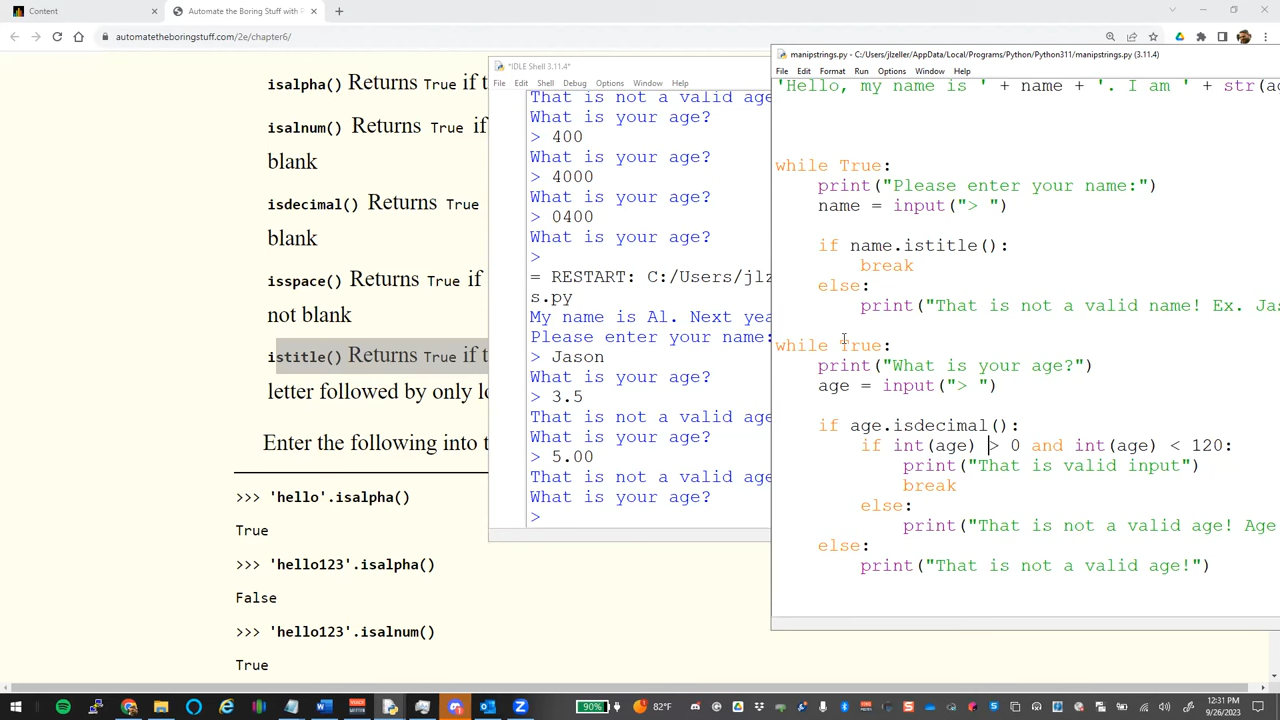 Content
Automate the Boring Stuff with P
automatetheboringstuff.com/2e/chapter6/
isalpha() Returns True if t
isalnum() Returns True if
blank
isdecimal() Returns True
blank
isspace() Returns True if
not blank
istitle() Returns True if t
letter followed by only lo
Enter the following into t
>>> 'hello'.isalpha()
True
>>> 'hello123'.isalpha()
False
>>> 'hello123'.isalnum()
True
*IDLE Shell 3.11.4*
File Edit Shell Debug Options Window Help
That is not a valid age
What is your age?
> 400
What is your age?
> 4000
What is your age?
> 0400
What is your age?
>
= RESTART: C:/Users/jlz
s.py
My name is Al. Next yea
Please enter your name:
> Jason
What is your age?
> 3.5
That is not a valid age
What is your age?
> 5.00
That is not a valid age
What is your age?
>
manipstrings.py - C:/Users/jlzeller/AppData/Local/Programs/Python/Python311/manipstrings.py (3.11.4)
File Edit Format Run Options Window Help
'Hello, my name is ' + name + '. I am ' + str(ag
while True:
print("Please enter your name:")
name = input("> ")
if name.istitle():
break
else:
print("That is not a valid name! Ex. Jas
while True:
print("What is your age?")
age = input("> ")
if age.isdecimal():
if int(age) > 0 and int(age) < 120:
print("That is valid input")
break
else:
print("That is not a valid age! Age
else:
print("That is not a valid age!")
90%
82°F
12:31 PM
9/26/2023